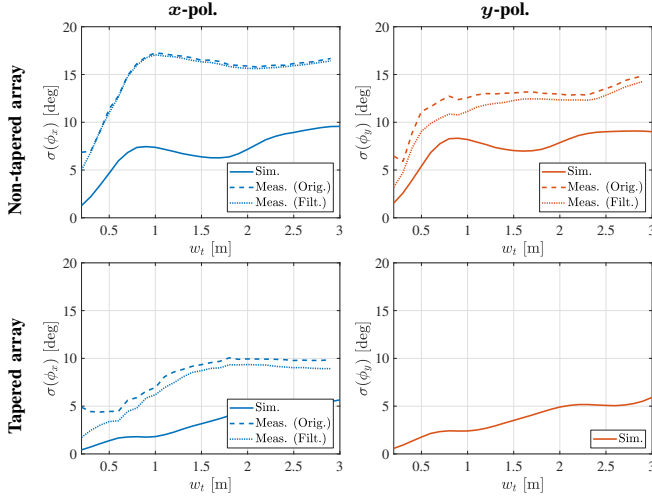 x-pol.
y-pol.
Non-tapered array
20
15
10
5
0
σ(φx) [deg]
Sim.
Meas. (Orig.)
Meas. (Filt.)
0.5 1 1.5 2 2.5 3
wt [m]
20
15
10
5
0
σ(φy) [deg]
Sim.
Meas. (Orig.)
Meas. (Filt.)
0.5 1 1.5 2 2.5 3
wt [m]
Tapered array
20
15
10
5
0
σ(φx) [deg]
Sim.
Meas. (Orig.)
Meas. (Filt.)
0.5 1 1.5 2 2.5 3
wt [m]
20
15
10
5
0
σ(φy) [deg]
Sim.
0.5 1 1.5 2 2.5 3
wt [m]